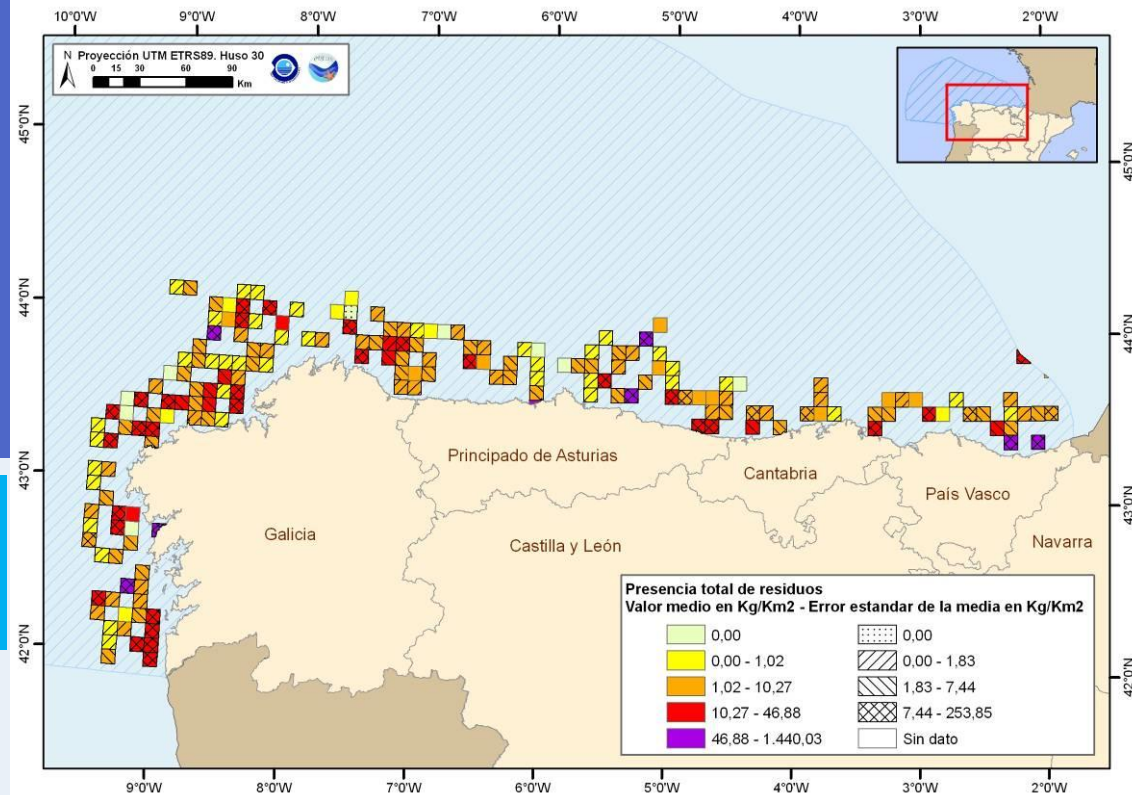 10°0'W 9°0'W 8°0'W 7°0'W 6°0'W 5°0'W 4°0'W 3°0'W 2°0'W
N Proyección UTM ETRS89. Huso 30
0 15 30 60 90
Km
45°0'N
45°0'N
44°0'N
44°0'N
43°0'N
43°0'N
42°0'N
42°0'N
Principado de Asturias
Cantabria
País Vasco
Navarra
Galicia
Castilla y León
Presencia total de residuos
Valor medio en Kg/Km2 - Error estandar de la media en Kg/Km2
0,00 0,00
0,00 - 1,02 0,00 - 1,83
1,02 - 10,27 1,83 - 7,44
10,27 - 46,88 7,44 - 253,85
46,88 - 1.440,03 Sin dato
9°0'W 8°0'W 7°0'W 6°0'W 5°0'W 4°0'W 3°0'W 2°0'W